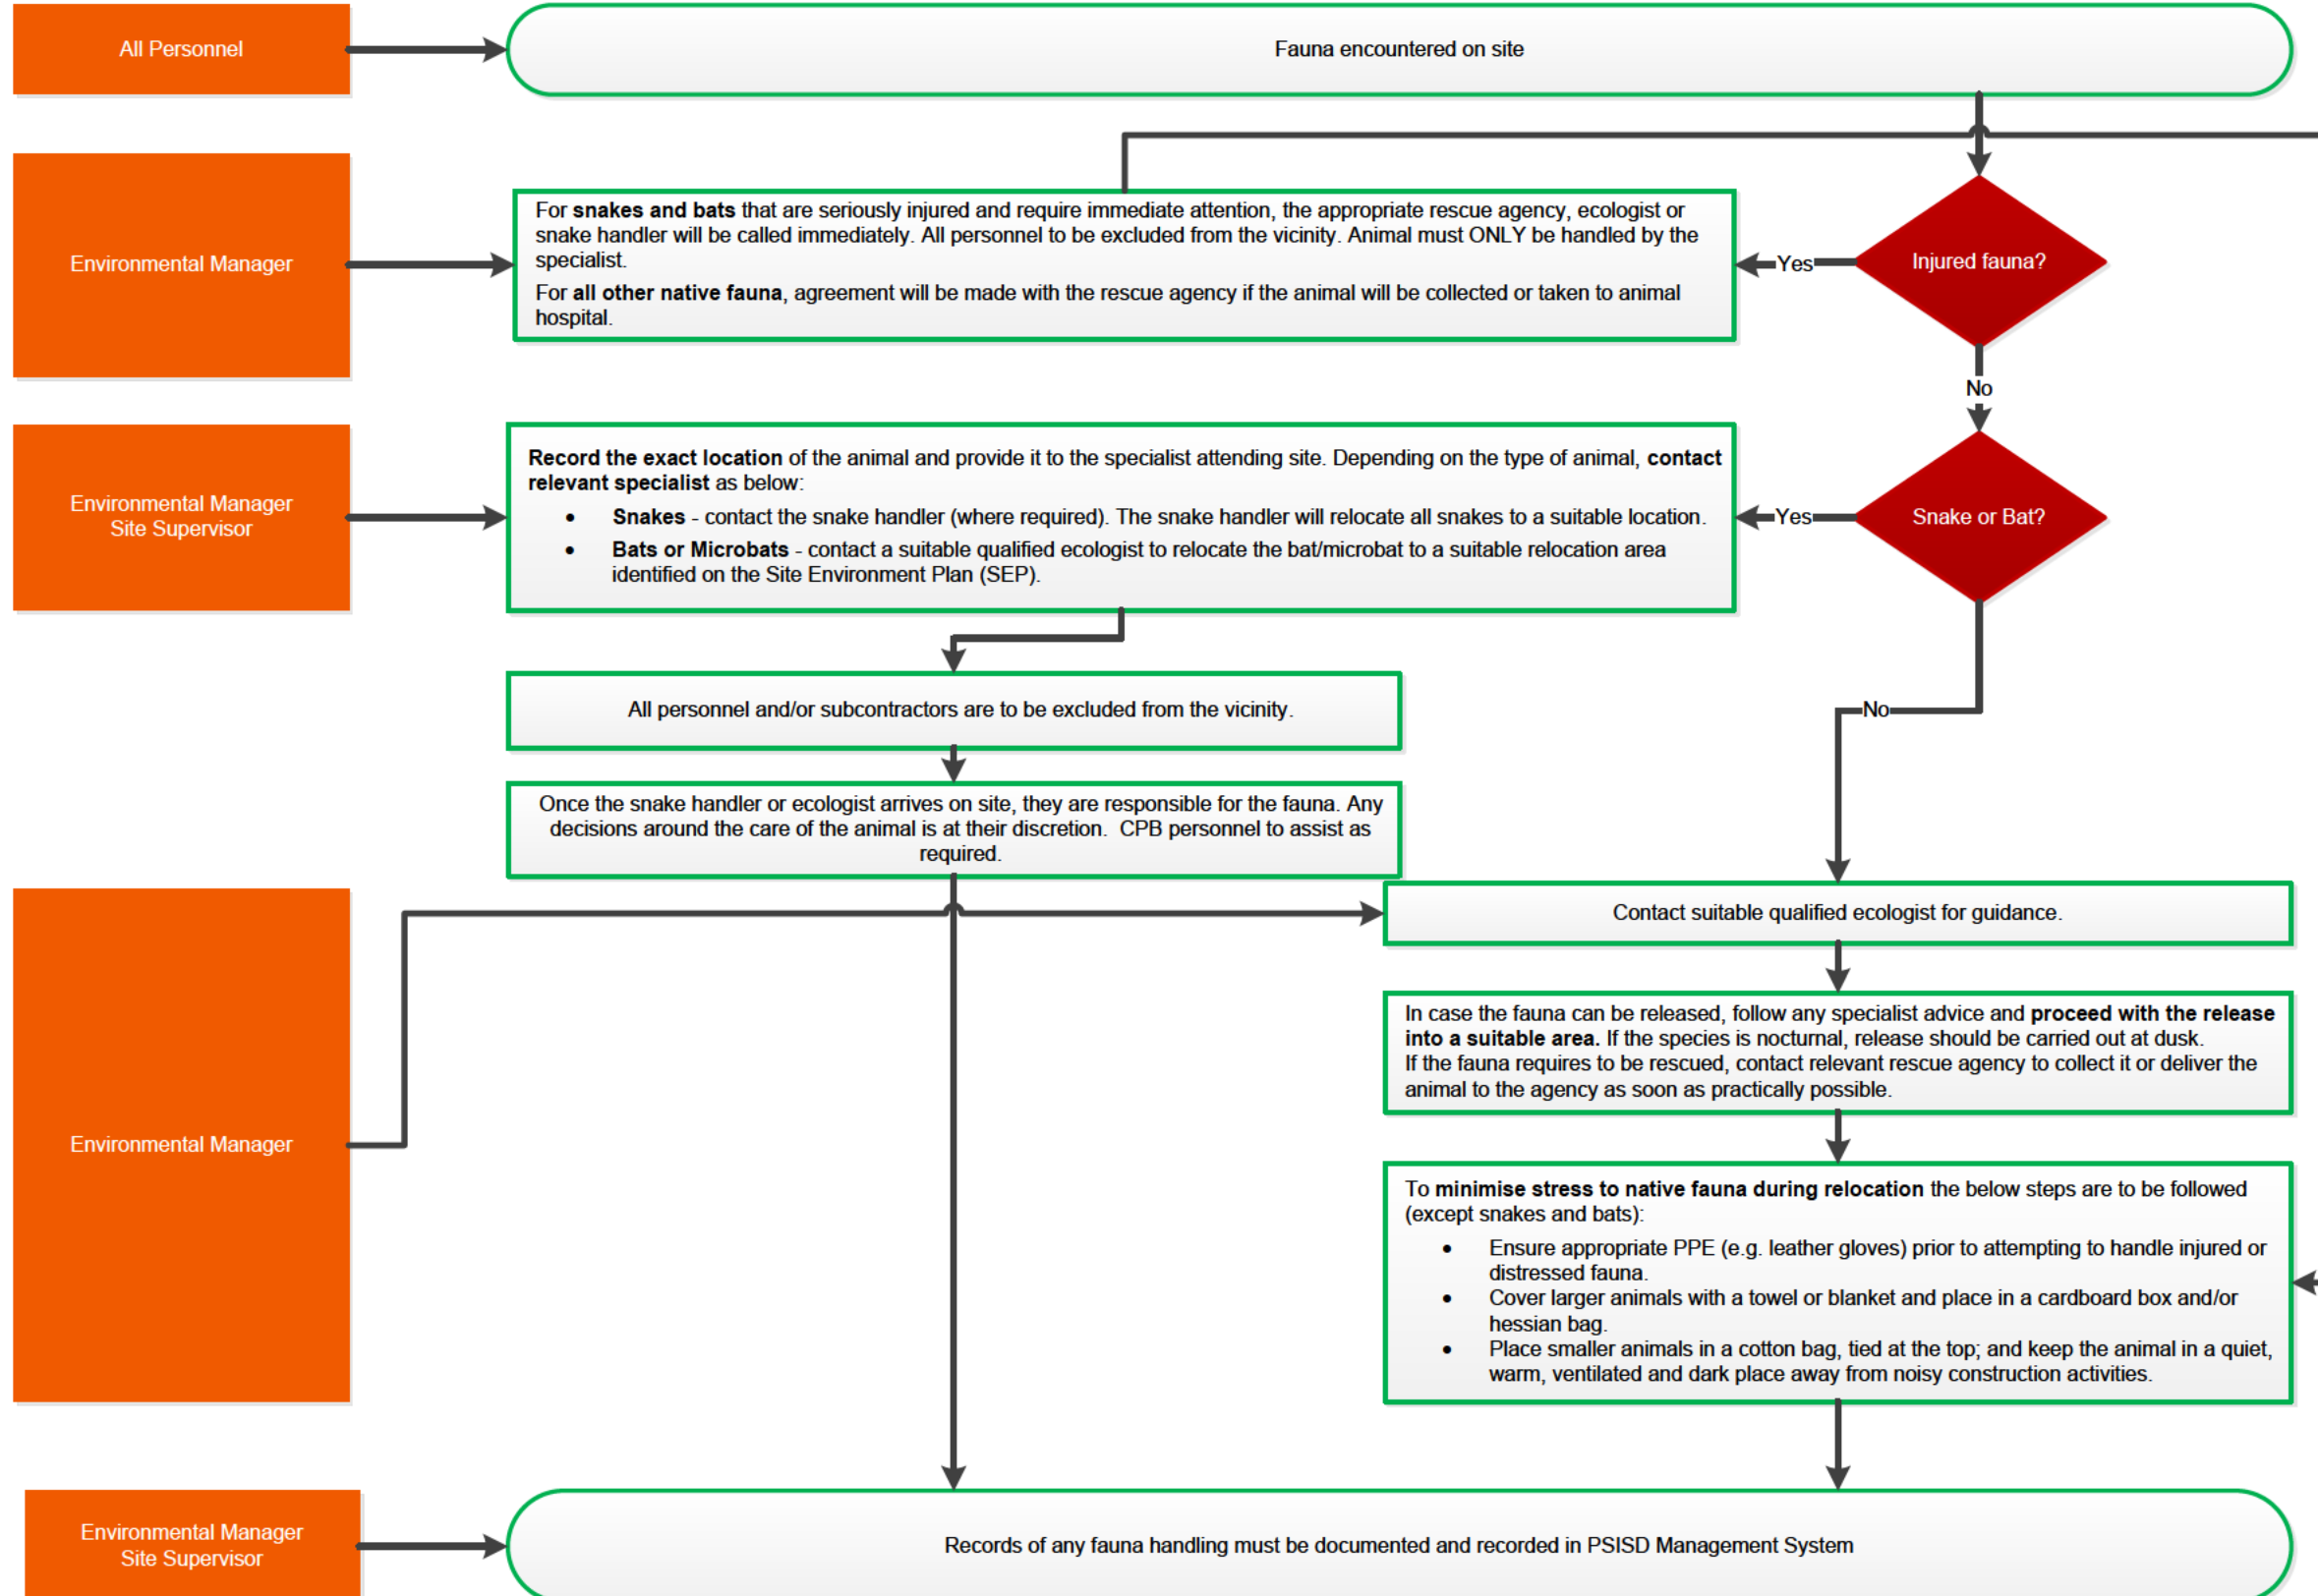 All Personnel
Fauna encountered on site
Environmental Manager
For snakes and bats that are seriously injured and require immediate attention, the appropriate rescue agency, ecologist or
snake handler will be called immediately. All personnel to be excluded from the vicinity. Animal must ONLY be handled by the
specialist.
For all other native fauna, agreement will be made with the rescue agency if the animal will be collected or taken to animal
hospital.
Yes
Injured fauna?
No
Environmental Manager
Site Supervisor
Record the exact location of the animal and provide it to the specialist attending site. Depending on the type of animal, contact
relevant specialist as below:
• Snakes - contact the snake handler (where required). The snake handler will relocate all snakes to a suitable location.
• Bats or Microbats - contact a suitable qualified ecologist to relocate the bat/microbat to a suitable relocation area
identified on the Site Environment Plan (SEP).
Yes
Snake or Bat?
All personnel and/or subcontractors are to be excluded from the vicinity.
No
Once the snake handler or ecologist arrives on site, they are responsible for the fauna. Any
decisions around the care of the animal is at their discretion.  CPB personnel to assist as
required.
Environmental Manager
Contact suitable qualified ecologist for guidance.
In case the fauna can be released, follow any specialist advice and proceed with the release
into a suitable area. If the species is nocturnal, release should be carried out at dusk.
If the fauna requires to be rescued, contact relevant rescue agency to collect it or deliver the
animal to the agency as soon as practically possible.
To minimise stress to native fauna during relocation the below steps are to be followed
(except snakes and bats):
• Ensure appropriate PPE (e.g. leather gloves) prior to attempting to handle injured or
distressed fauna.
• Cover larger animals with a towel or blanket and place in a cardboard box and/or
hessian bag.
• Place smaller animals in a cotton bag, tied at the top; and keep the animal in a quiet,
warm, ventilated and dark place away from noisy construction activities.
Environmental Manager
Site Supervisor
Records of any fauna handling must be documented and recorded in PSISD Management System